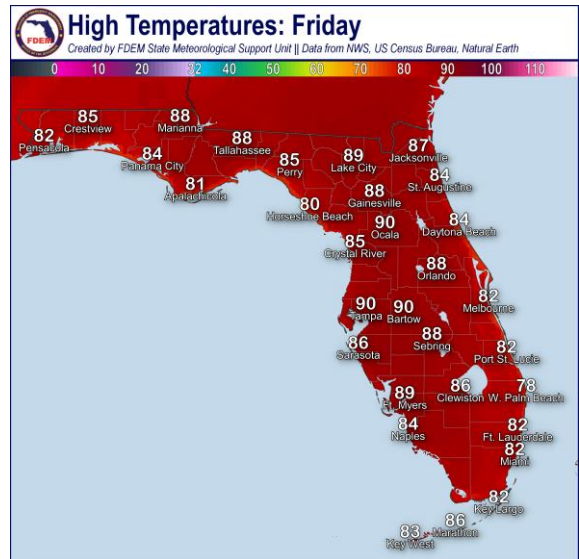 FDEM
High Temperatures: Friday
Created by FDEM State Meteorological Support Unit || Data from NWS, US Census Bureau, Natural Earth
0 10 20 32 40 50 60 70 80 90 100 110
85
Crestview
88
Marianna
82
Pensacola
84
Panama City
88
Tallahassee
81
Apalachicola
85
Perry
89
Lake City
87
Jacksonville
84
St. Augustine
88
Gainesville
80
Horseshoe Beach
90
Ocala
84
Daytona Beach
85
Crystal River
88
Orlando
82
Melbourne
90
Tampa
90
Bartow
86
Sarasota
88
Sebring
82
Port St. Lucie
89
Ft. Myers
86
Clewiston
78
W. Palm Beach
84
Naples
82
Ft. Lauderdale
82
Miami
82
Key Largo
86
Marathon
83
Key West